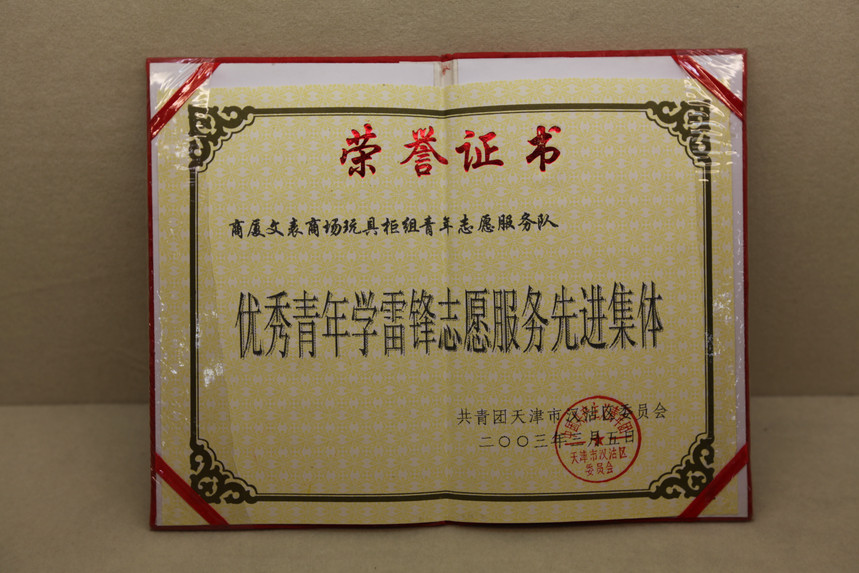 荣誉证书
商厦文表商场玩具柜组青年志愿服务队
优秀青年学雷锋志愿服务先进集体
共青团天津市汉沽区委员会
二〇〇三年三月五日
天津市汉沽区
委员会